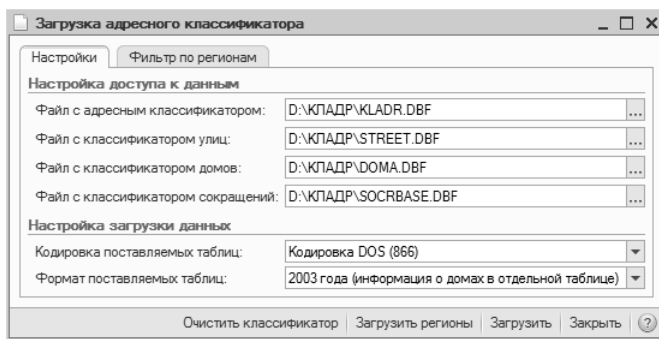 Загрузка адресного классификатора
Настройки Фильтр по регионам
Настройка доступа к данным
Файл с адресным классификатором: D:\КЛАДР\KLADR.DBF ...
Файл с классификатором улиц: D:\КЛАДР\STREET.DBF ...
Файл с классификатором домов: D:\КЛАДР\DOMA.DBF ...
Файл с классификатором сокращений: D:\КЛАДР\SOCRBASE.DBF ...
Настройка загрузки данных
Кодировка поставляемых таблиц: Кодировка DOS (866)
Формат поставляемых таблиц: 2003 года (информация о домах в отдельной таблице)
Очистить классификатор Загрузить регионы Загрузить Закрыть ?